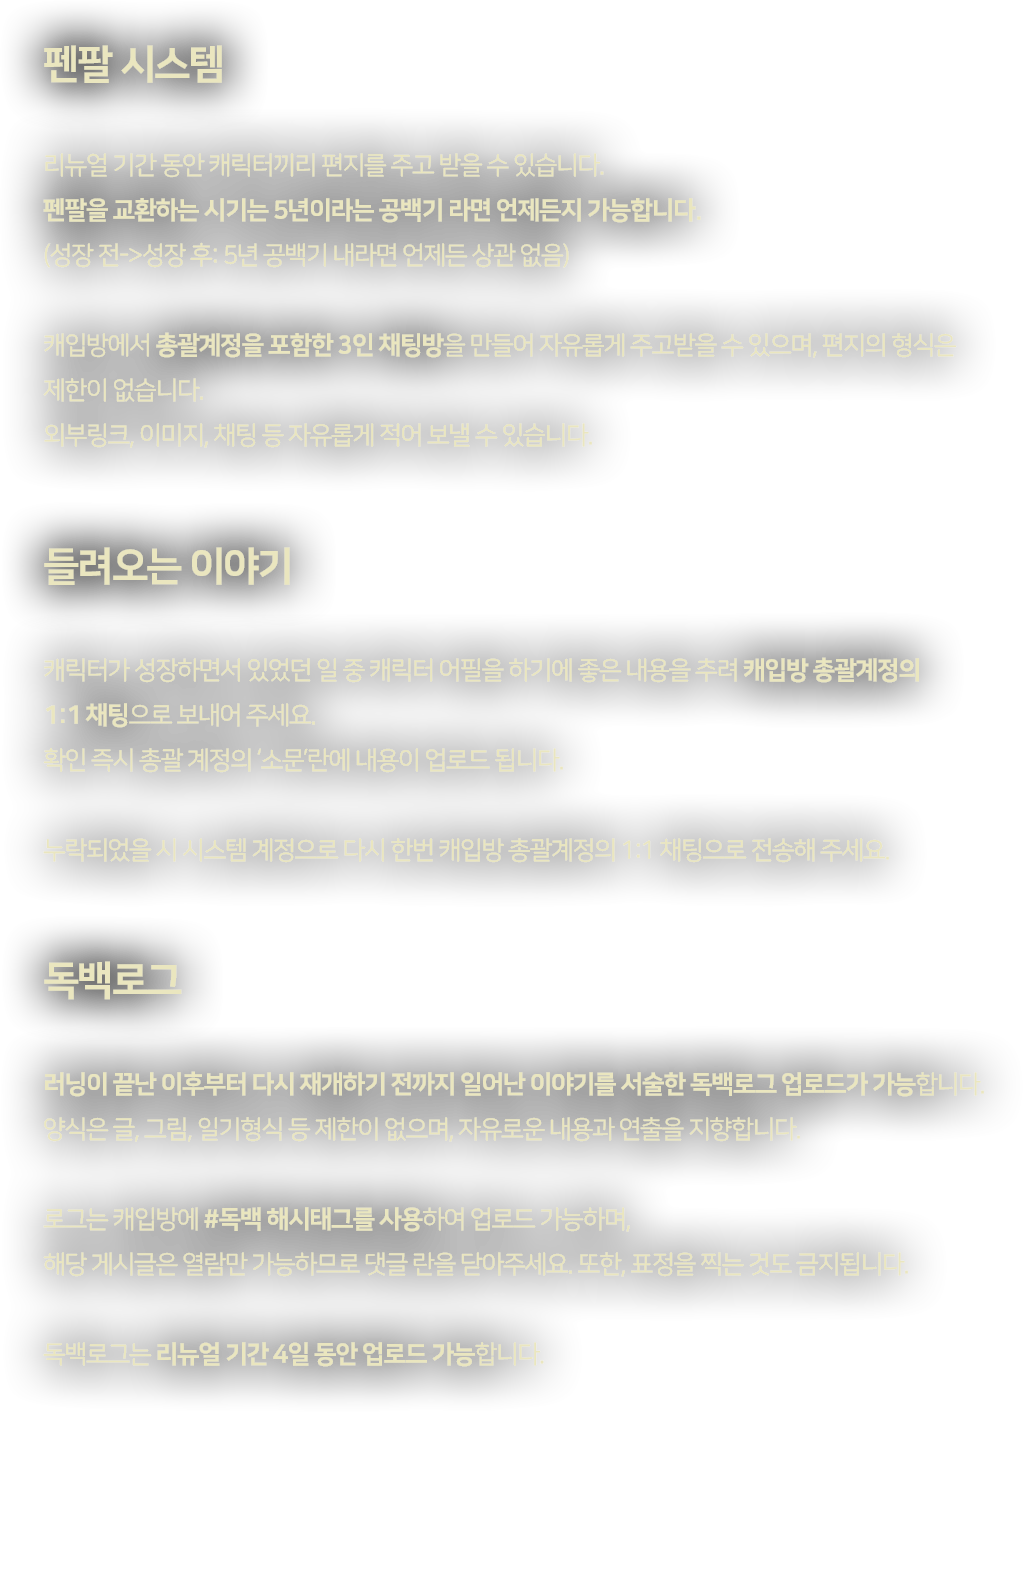 펜팔 시스템
리뉴얼 기간 동안 캐릭터끼리 편지를 주고 받을 수 있습니다.
펜팔을 교환하는 시기는 5년이라는 공백기 라면 언제든지 가능합니다.
(성장 전->성장 후: 5년 공백기 내라면 언제든 상관 없음)
캐입방에서 총괄계정을 포함한 3인 채팅방을 만들어 자유롭게 주고받을 수 있으며, 편지의 형식은
제한이 없습니다.
외부링크, 이미지, 채팅 등 자유롭게 적어 보낼 수 있습니다.
들려오는 이야기
캐릭터가 성장하면서 있었던 일 중 캐릭터 어필을 하기에 좋은 내용을 추려 캐입방 총괄계정의
1:1 채팅으로 보내어 주세요.
확인 즉시 총괄 계정의 ‘소문’란에 내용이 업로드 됩니다.
누락되었을 시 시스템 계정으로 다시 한번 캐입방 총괄계정의 1:1 채팅으로 전송해 주세요.
독백로그
러닝이 끝난 이후부터 다시 재개하기 전까지 일어난 이야기를 서술한 독백로그 업로드가 가능합니다.
양식은 글, 그림, 일기형식 등 제한이 없으며, 자유로운 내용과 연출을 지향합니다.
로그는 캐입방에 #독백 해시태그를 사용하여 업로드 가능하며,
해당 게시글은 열람만 가능하므로 댓글 란을 닫아주세요. 또한, 표정을 찍는 것도 금지됩니다.
독백로그는 리뉴얼 기간 4일 동안 업로드 가능합니다.